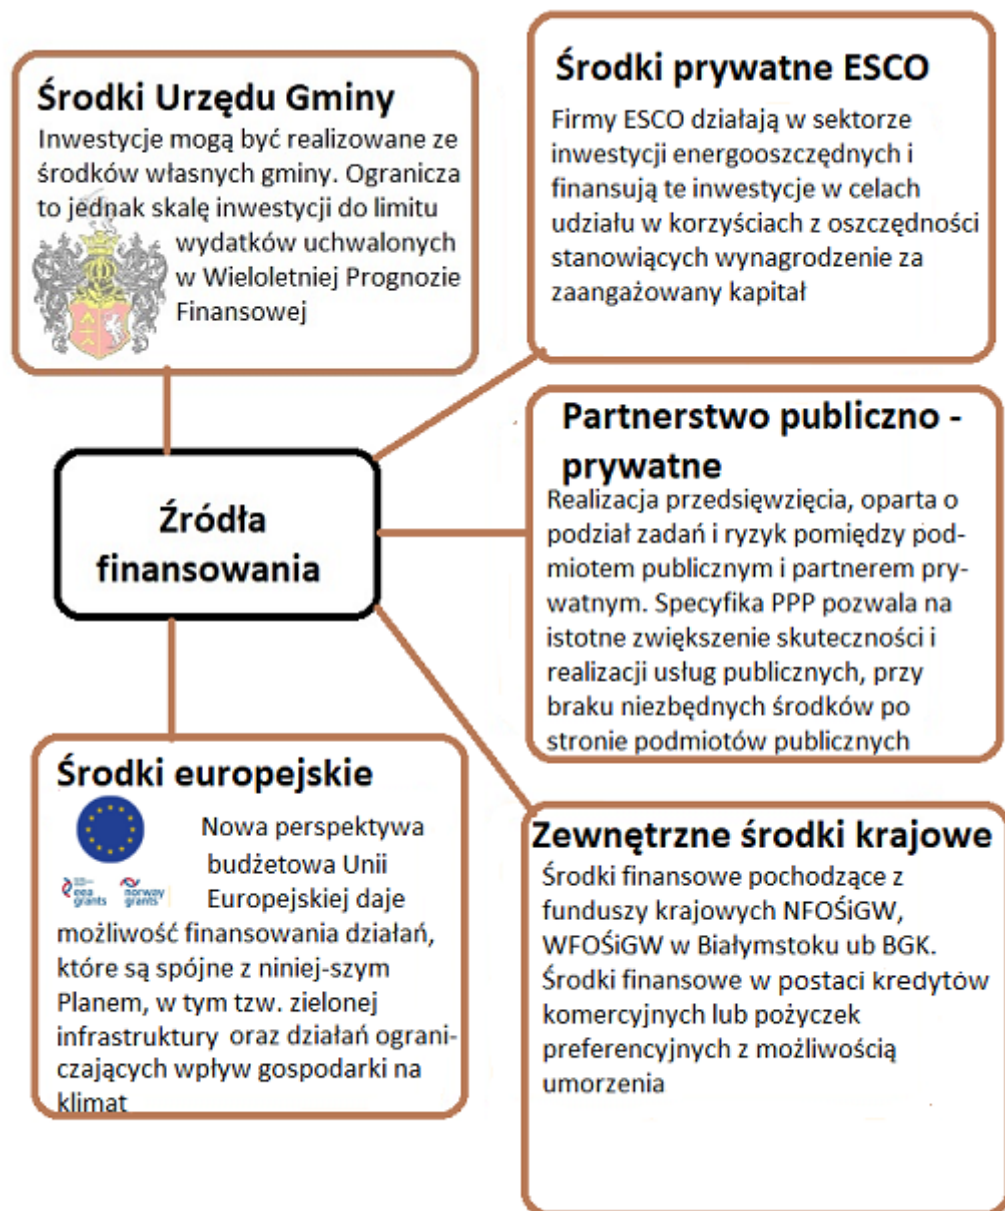 Środki Urzędu Gminy
Inwestycje mogą być realizowane ze
środków własnych gminy. Ogranicza
to jednak skalę inwestycji do limitu
wydatków uchwalonych
w Wieloletniej Prognozie
Finansowej
Środki prywatne ESCO
Firmy ESCO działają w sektorze
inwestycji energooszczędnych i
finansują te inwestycje w celach
udziału w korzyściach z oszczędności
stanowiących wynagrodzenie za
zaangażowany kapitał
Źródła
finansowania
Partnerstwo publiczno -
prywatne
Realizacja przedsięwzięcia, oparta o
podział zadań i ryzyk pomiędzy pod-
miotem publicznym i partnerem pry-
watnym. Specyfika PPP pozwala na
istotne zwiększenie skuteczności i
realizacji usług publicznych, przy
braku niezbędnych środków po
stronie podmiotów publicznych
Środki europejskie
Nowa perspektywa
budżetowa Unii
Europejskiej daje
eea
grants
norway
grants
możliwość finansowania działań,
które są spójne z niniej-szym
Planem, w tym tzw. zielonej
infrastruktury oraz działań ograni-
czających wpływ gospodarki na
klimat
Zewnętrzne środki krajowe
Środki finansowe pochodzące z
funduszy krajowych NFOŚiGW,
WFOŚiGW w Białymstoku ub BGK.
Środki finansowe w postaci kredytów
komercyjnych lub pożyczek
preferencyjnych z możliwością
umorzenia